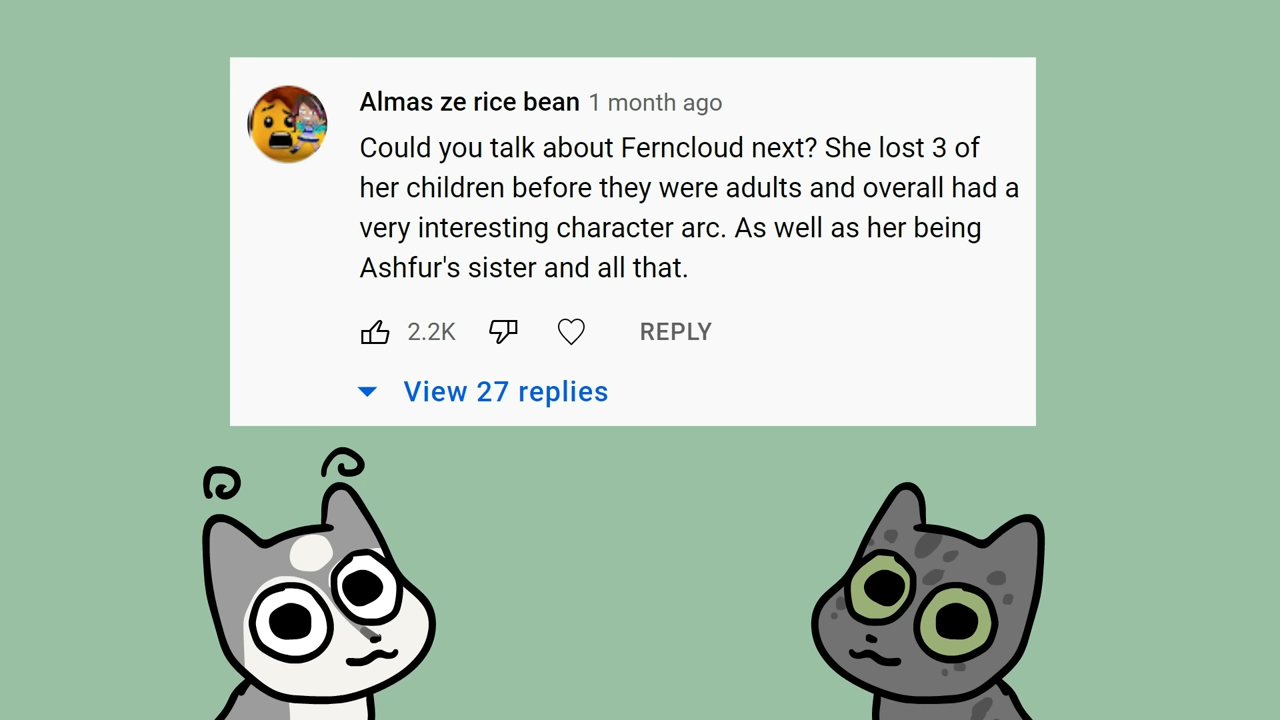 Almas ze rice bean 1 month ago
Could you talk about Ferncloud next? She lost 3 of
her children before they were adults and overall had a
very interesting character arc. As well as her being
Ashfur's sister and all that.
2.2K REPLY
View 27 replies